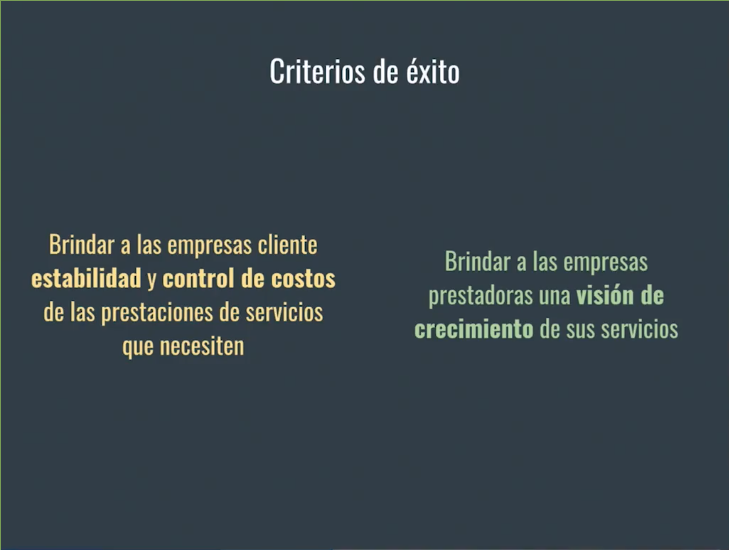 Criterios de éxito
Brindar a las empresas cliente
estabilidad y control de costos
de las prestaciones de servicios
que necesiten
Brindar a las empresas
prestadoras una visión de
crecimiento de sus servicios